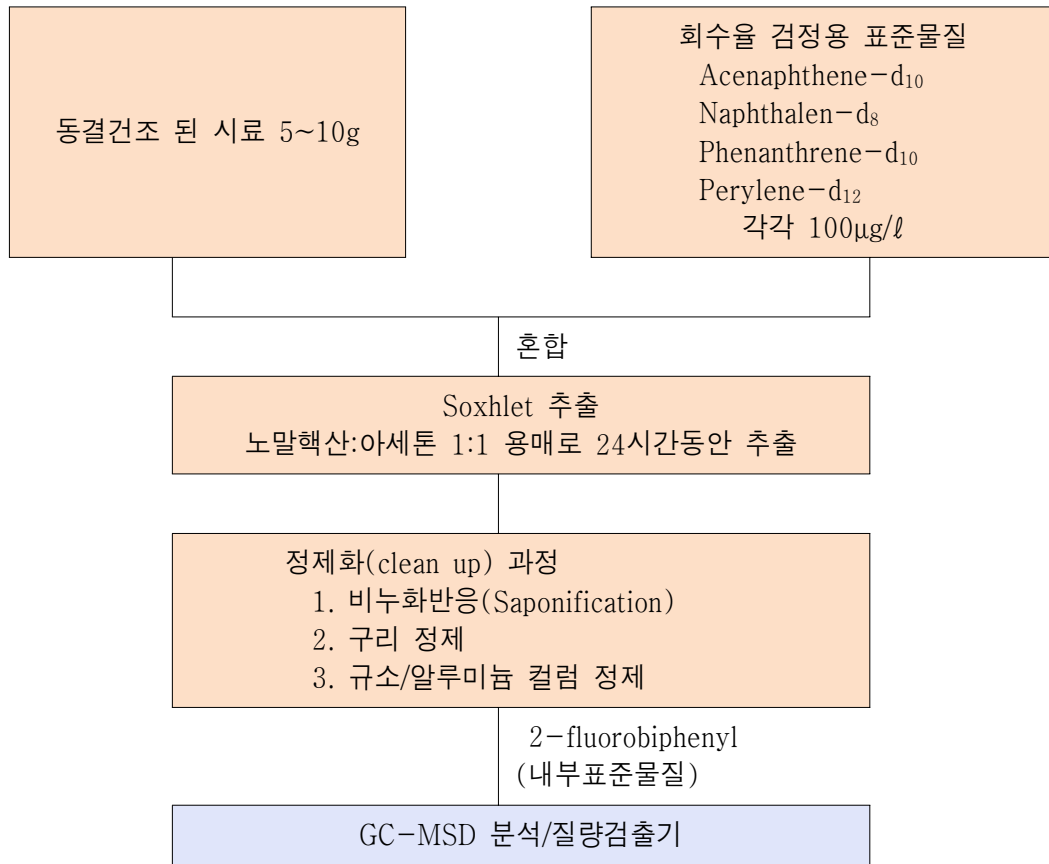 동결건조 된 시료 5~10g
회수율 검정용 표준물질
Acenaphthene-d₁₀
Naphthalen-d₈
Phenanthrene-d₁₀
Perylene-d₁₂
각각 100μg/ℓ
혼합
Soxhlet 추출
노말핵산:아세톤 1:1 용매로 24시간동안 추출
정제화(clean up) 과정
1. 비누화반응(Saponification)
2. 구리 정제
3. 규소/알루미늄 컬럼 정제
2-fluorobiphenyl
(내부표준물질)
GC-MSD 분석/질량검출기